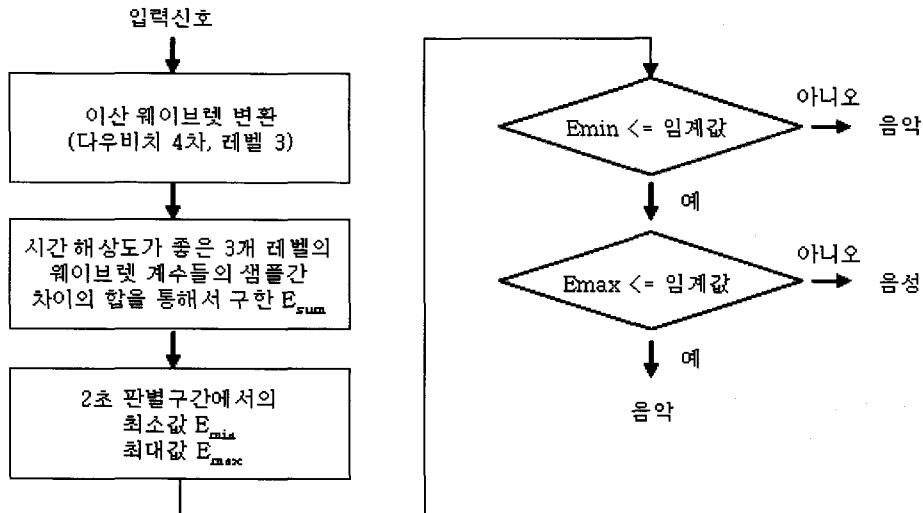 입력신호
이산 웨이브렛 변환
(다우비치 4차, 레벨 3)
시간 해상도가 좋은 3개 레벨의
웨이브렛 계수들의 샘플간
차이의 합을 통해서 구한 Esum
2초 판별구간에서의
최소값 Emin
최대값 Emax
Emin <= 임계값
아니오
음악
예
Emax <= 임계값
아니오
음성
예
음악